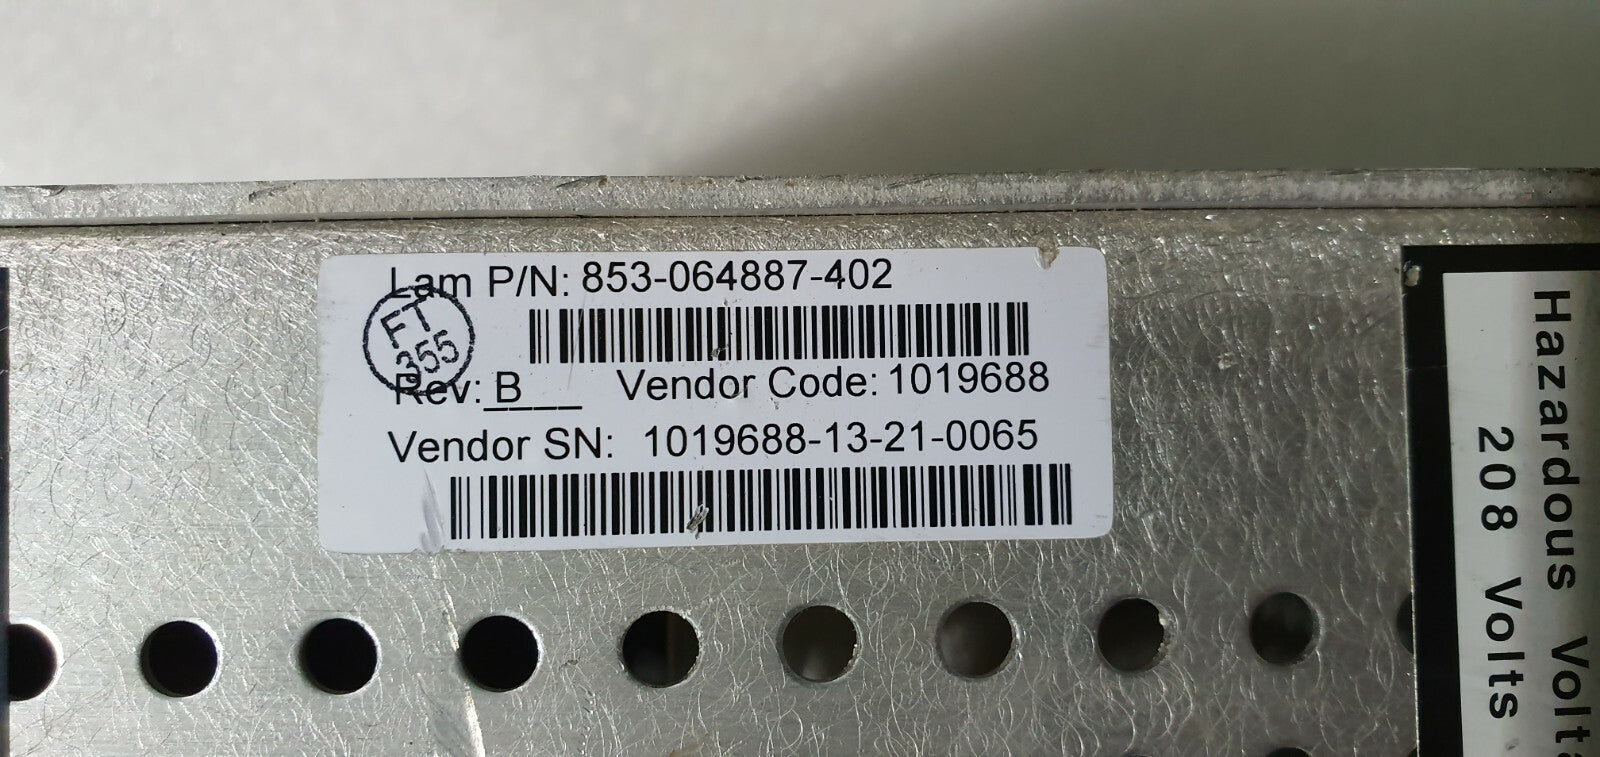 Lam P/N: 853-064887-402
FT
355
Rev: B____ Vendor Code: 1019688
Vendor SN: 1019688-13-21-0065
Hazardous
208 Volts